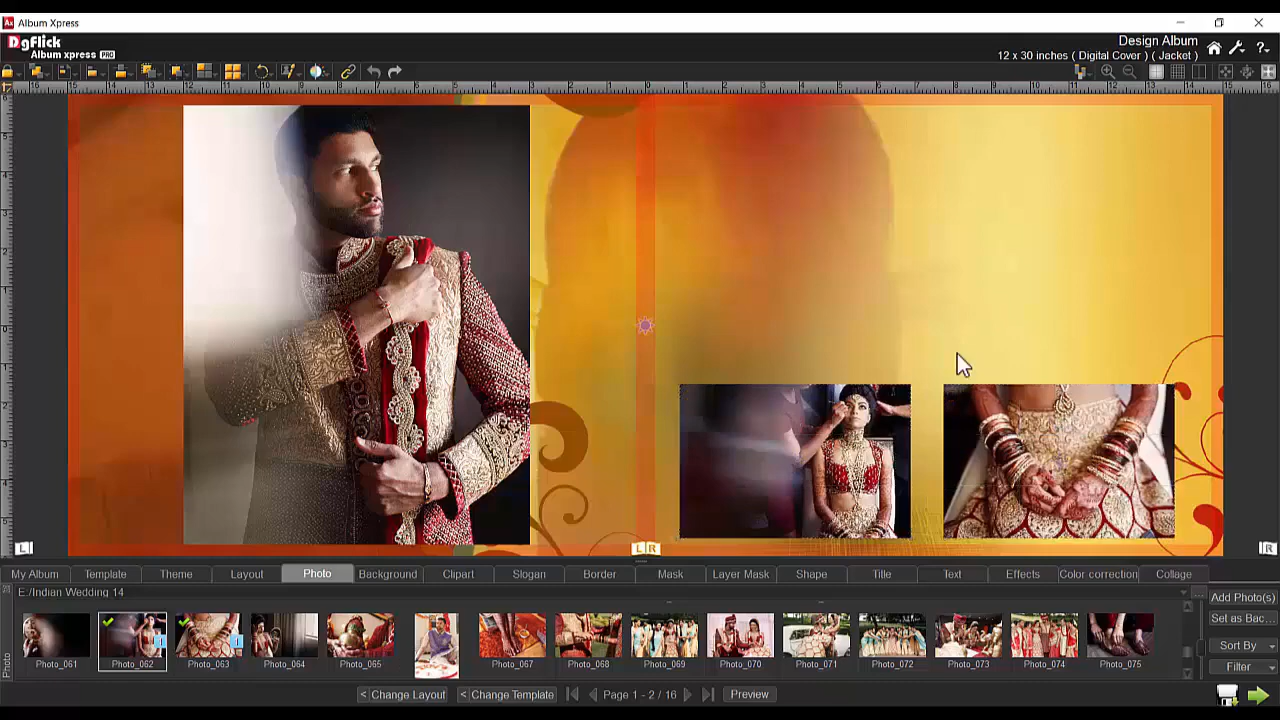 Album Xpress
DgFlick
Album xpress PRO
Design Album
12 x 30 inches ( Digital Cover ) ( Jacket )
L
L R
R
My Album Template Theme Layout Photo Background Clipart Slogan Border Mask Layer Mask Shape Title Text Effects Color correction Collage
E:/Indian Wedding 14
Photo
Photo_061 Photo_062 Photo_063 Photo_064 Photo_065 Photo_067 Photo_068 Photo_069 Photo_070 Photo_071 Photo_072 Photo_073 Photo_074 Photo_075
Add Photo(s)
Set as Bac...
Sort By
Filter
< Change Layout < Change Template Page 1 - 2 / 16 Preview